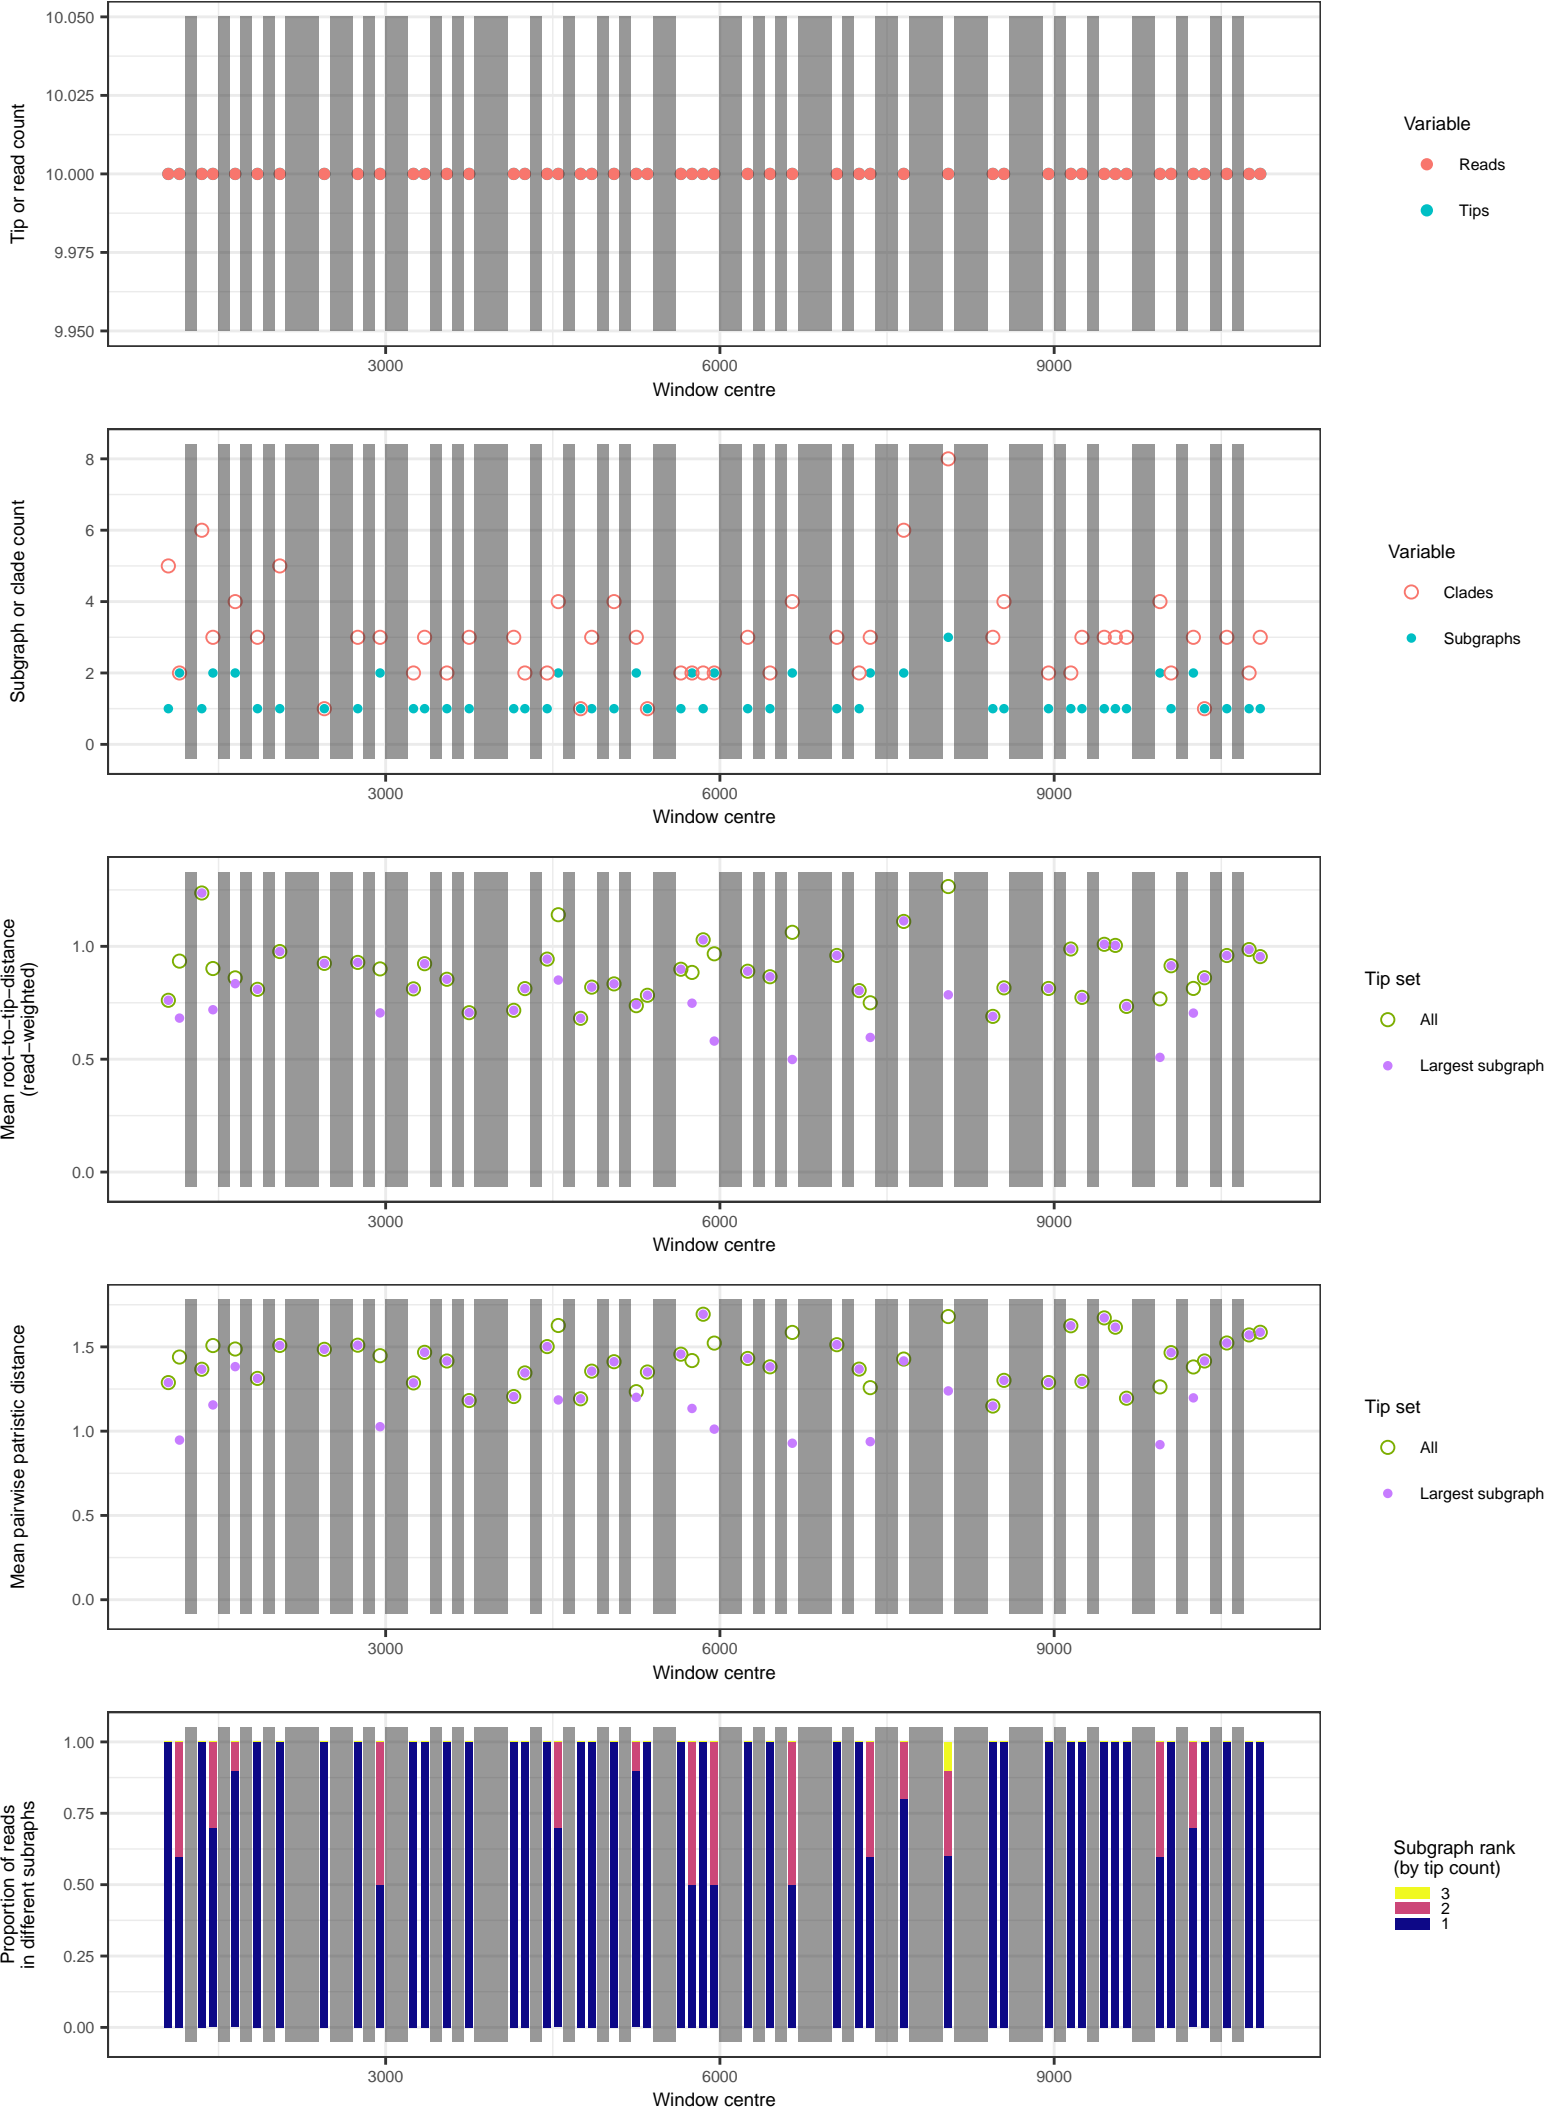 10.050
10.025
10.000
9.975
9.950
Tip or read count
3000
6000
9000
Window centre
Variable
Reads
Tips
8
6
4
2
0
Subgraph or clade count
3000
6000
9000
Window centre
Variable
Clades
Subgraphs
1.0
0.5
0.0
Mean root−to−tip−distance
(read−weighted)
3000
6000
9000
Window centre
Tip set
All
Largest subgraph
1.5
1.0
0.5
0.0
Mean pairwise patristic distance
3000
6000
9000
Window centre
Tip set
All
Largest subgraph
1.00
0.75
0.50
0.25
0.00
Proportion of reads
in different subraphs
3000
6000
9000
Window centre
Subgraph rank
(by tip count)
3
2
1